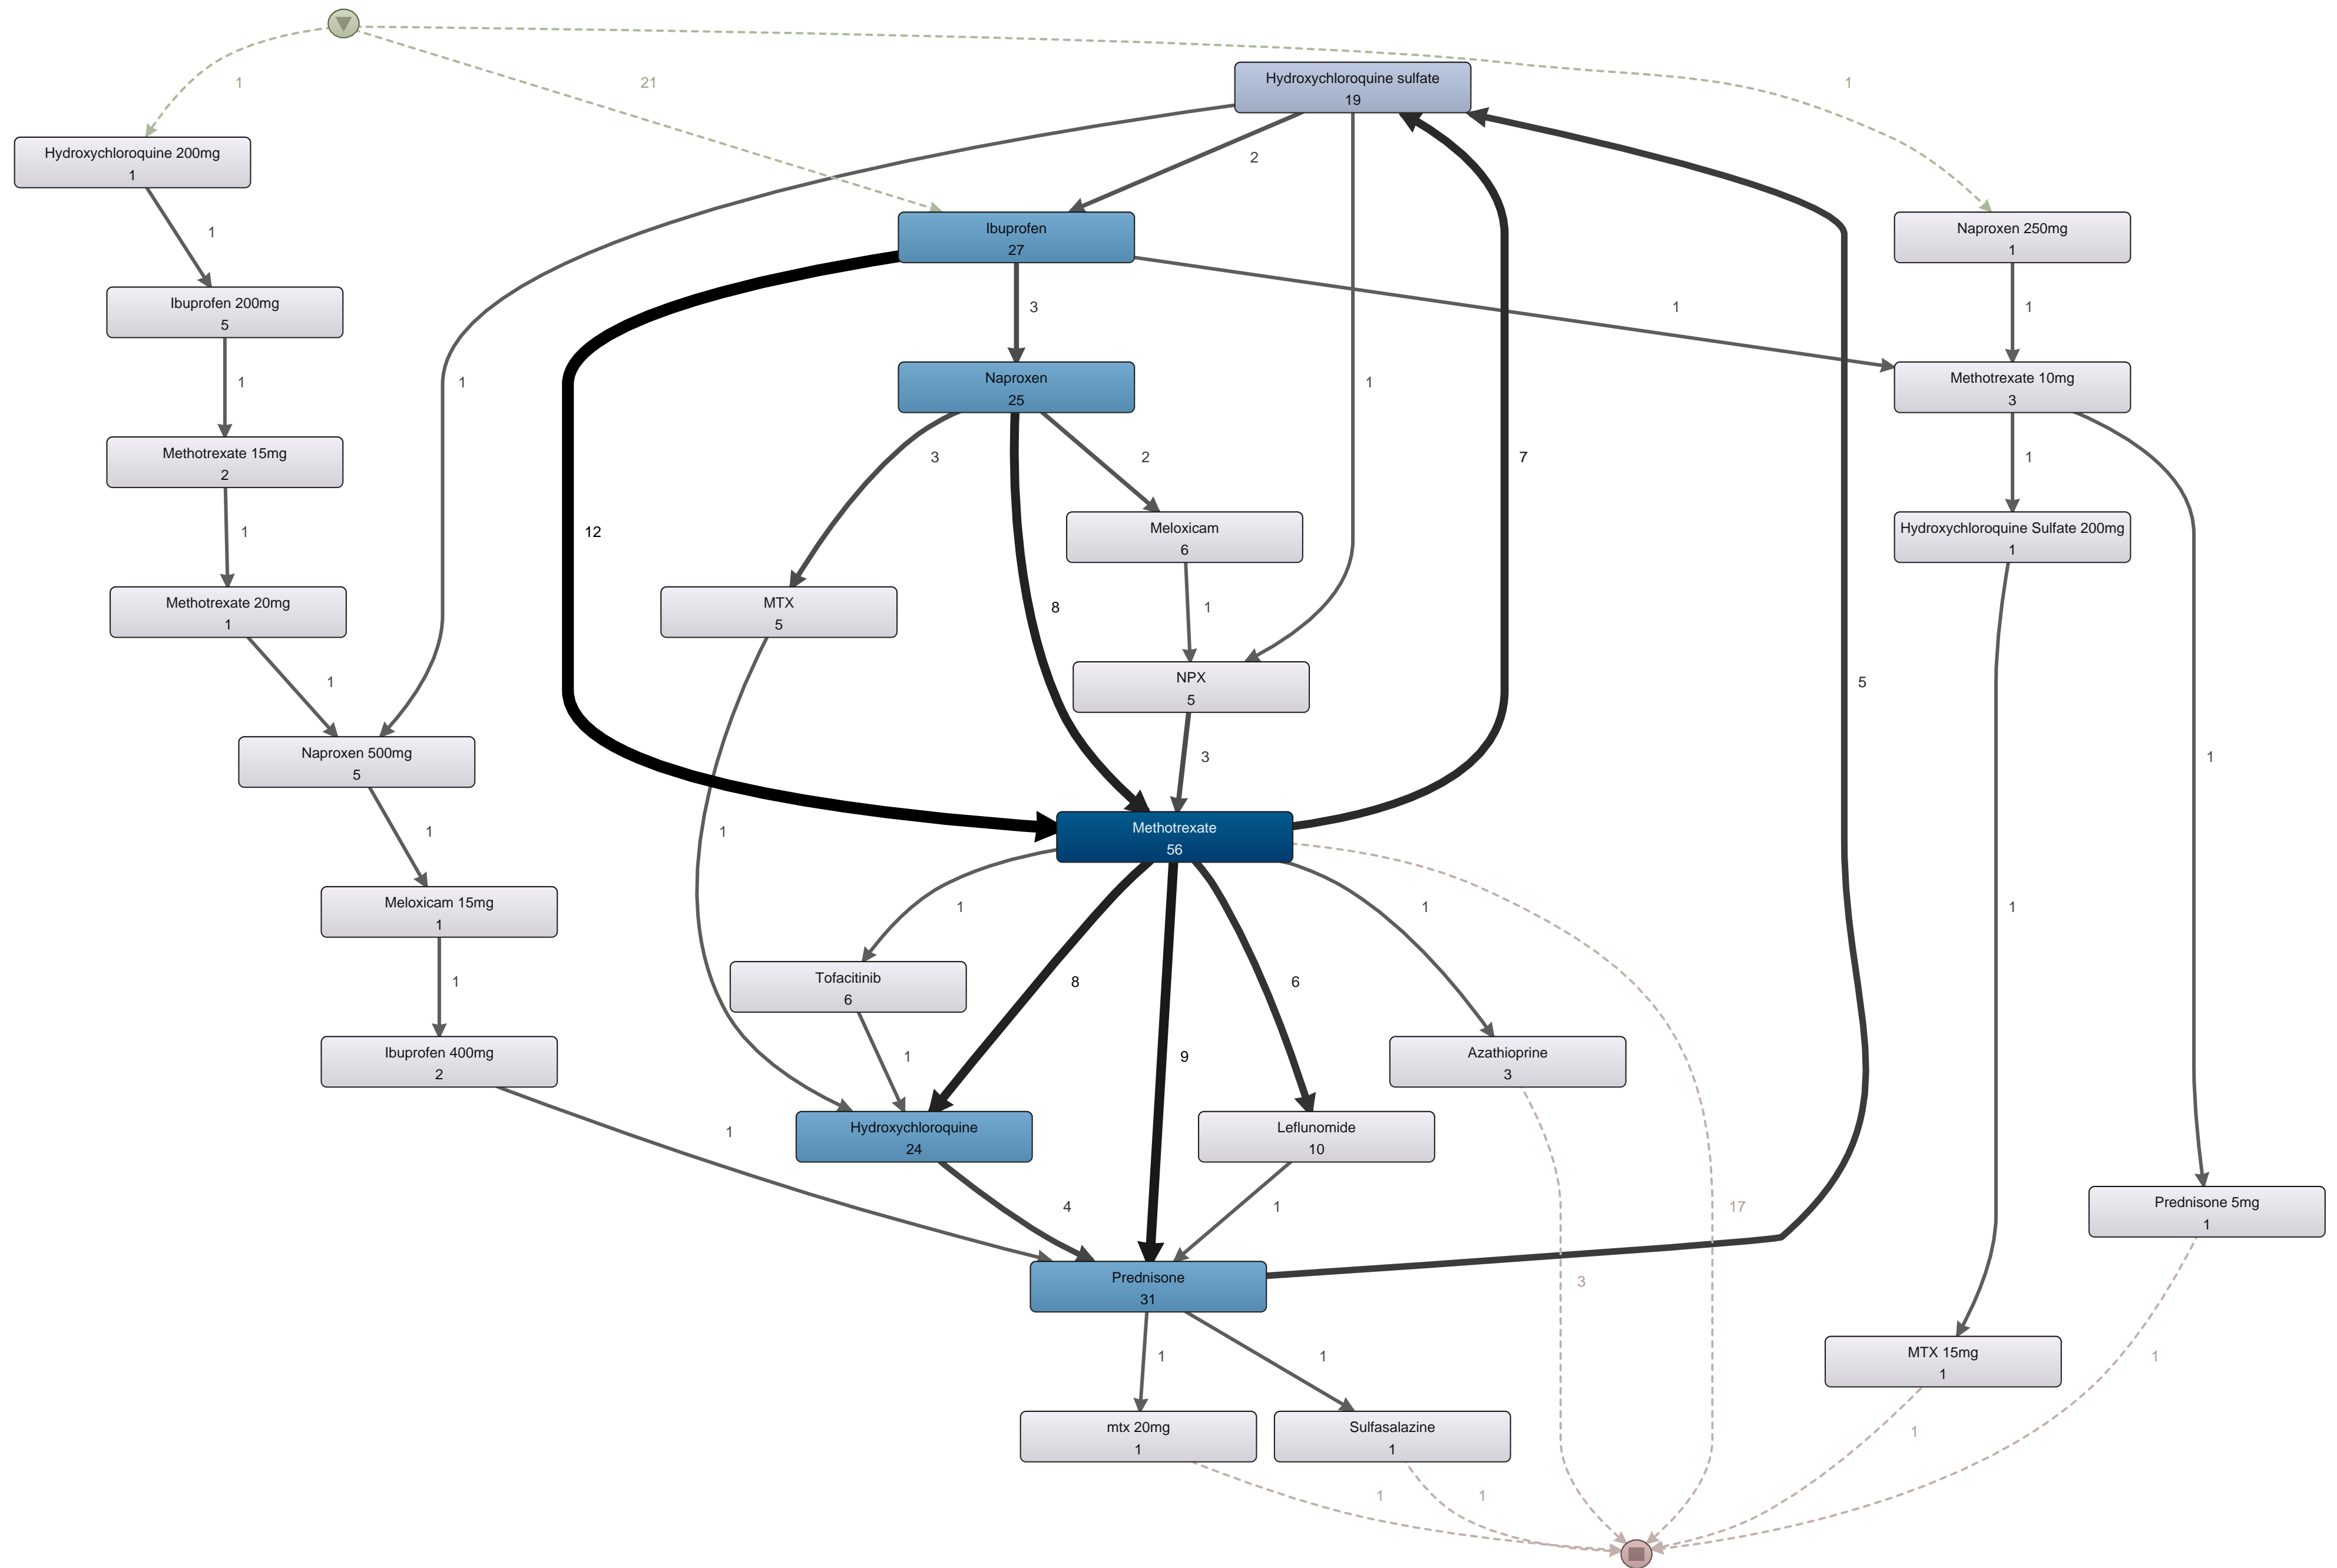 1
21
1
Hydroxychloroquine sulfate
19
Hydroxychloroquine 200mg
1
2
Ibuprofen
27
Naproxen 250mg
1
1
Ibuprofen 200mg
5
3
1
1
Naproxen
25
Methotrexate 10mg
3
1
1
1
Methotrexate 15mg
2
3
2
7
1
Meloxicam
6
Hydroxychloroquine Sulfate 200mg
1
1
12
Methotrexate 20mg
1
MTX
5
8
1
NPX
5
1
5
Naproxen 500mg
5
3
1
Methotrexate
56
1
1
Meloxicam 15mg
1
1
1
1
Tofacitinib
6
1
8
6
Ibuprofen 400mg
2
1
9
Azathioprine
3
Hydroxychloroquine
24
Leflunomide
10
1
4
1
17
Prednisone 5mg
1
Prednisone
31
3
1
1
MTX 15mg
1
1
mtx 20mg
1
Sulfasalazine
1
1
1
1